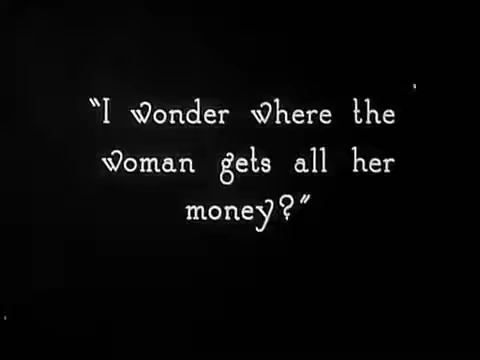 "I wonder where the
woman gets all her
money?"